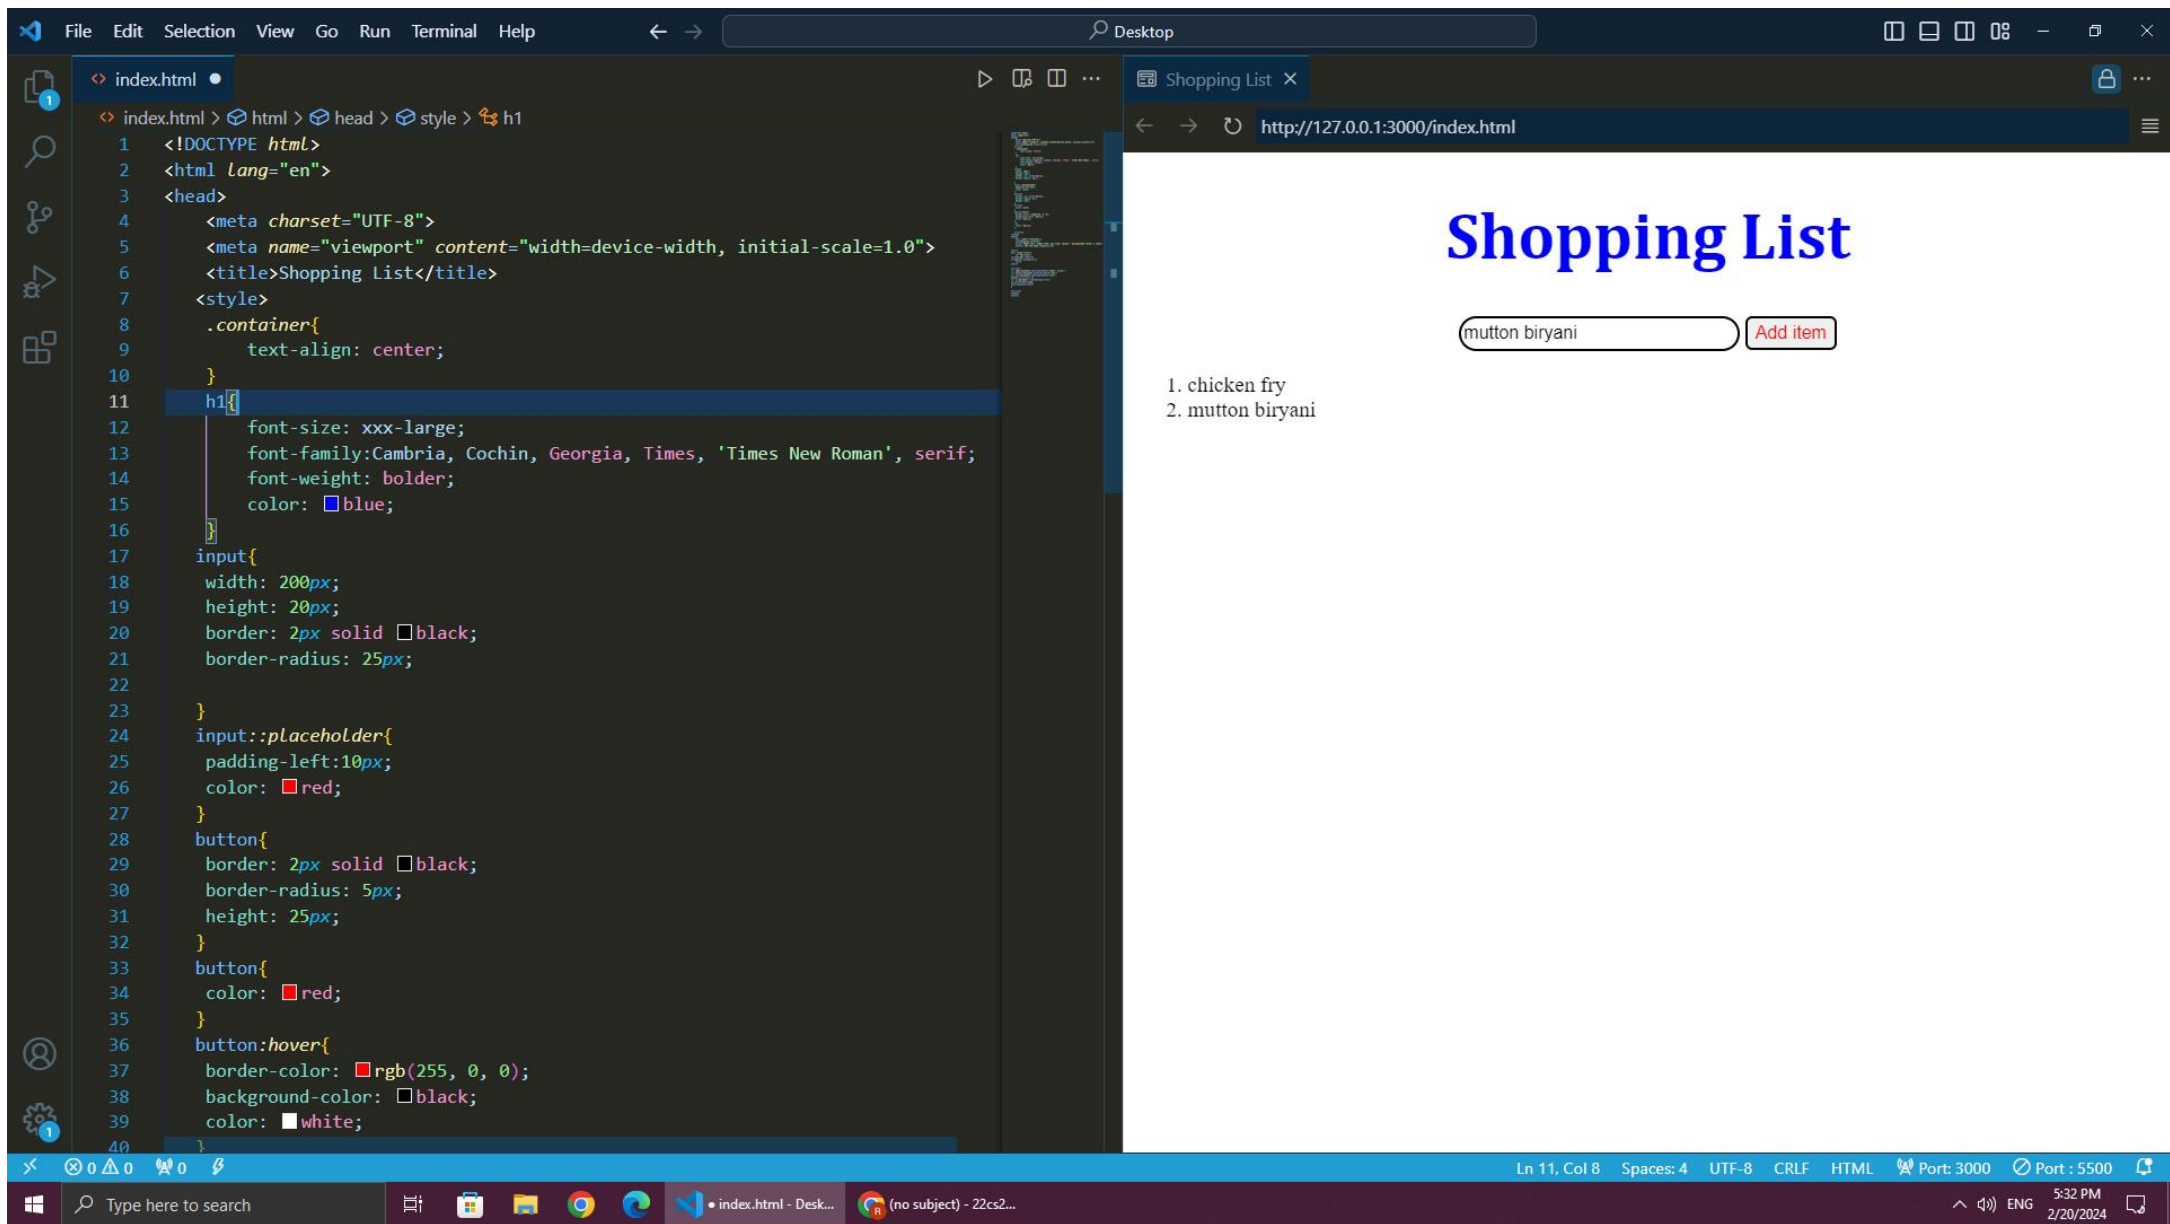 File Edit Selection View Go Run Terminal Help
Desktop
index.html
Shopping List
index.html > html > head > style > h1
http://127.0.0.1:3000/index.html
1 <!DOCTYPE html>
2 <html lang="en">
3 <head>
4 <meta charset="UTF-8">
5 <meta name="viewport" content="width=device-width, initial-scale=1.0">
6 <title>Shopping List</title>
7 <style>
8 .container{
9 text-align: center;
10 }
11 h1{
12 font-size: xxx-large;
13 font-family:Cambria, Cochin, Georgia, Times, 'Times New Roman', serif;
14 font-weight: bolder;
15 color: blue;
16 }
17 input{
18 width: 200px;
19 height: 20px;
20 border: 2px solid black;
21 border-radius: 25px;
22
23 }
24 input::placeholder{
25 padding-left:10px;
26 color: red;
27 }
28 button{
29 border: 2px solid black;
30 border-radius: 5px;
31 height: 25px;
32 }
33 button{
34 color: red;
35 }
36 button:hover{
37 border-color: rgb(255, 0, 0);
38 background-color: black;
39 color: white;
40 }
Shopping List
mutton biryani Add item
1. chicken fry
2. mutton biryani
1
1
0 0 0
Ln 11, Col 8 Spaces: 4 UTF-8 CRLF HTML Port: 3000 Port : 5500
Type here to search
index.html - Desk...
(no subject) - 22cs2...
ENG
5:32 PM
2/20/2024